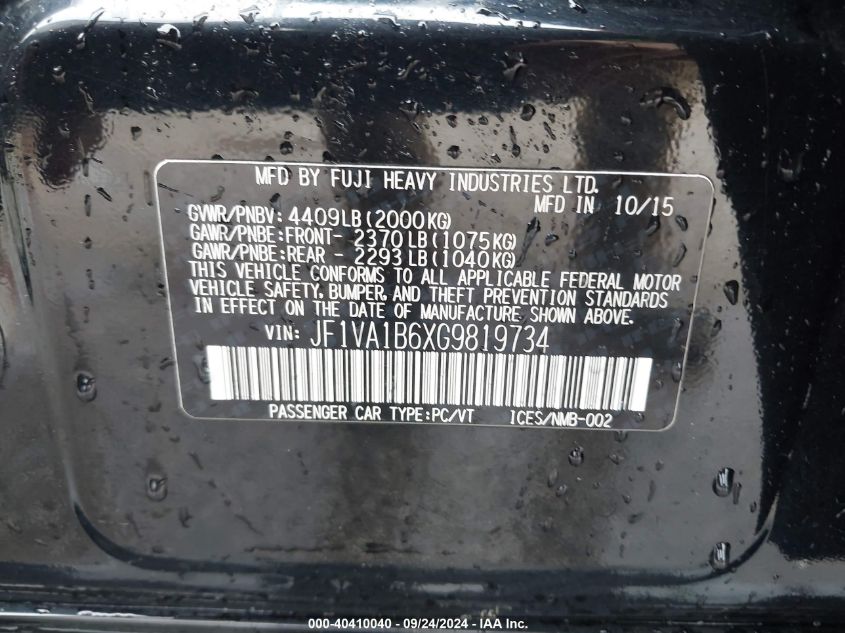 MFD BY FUJI HEAVY INDUSTRIES LTD.
MFD IN 10/15
GVWR/PNBV: 4409LB(2000KG)
GAWR/PNBE:FRONT- 2370LB(1075KG)
GAWR/PNBE:REAR - 2293LB(1040KG)
THIS VEHICLE CONFORMS TO ALL APPLICABLE FEDERAL MOTOR
VEHICLE SAFETY, BUMPER, AND THEFT PREVENTION STANDARDS
IN EFFECT ON THE DATE OF MANUFACTURE SHOWN ABOVE.
VIN: JF1VA1B6XG9819734
PASSENGER CAR TYPE:PC/VT ICES/NMB-002
000-40410040 - 09/24/2024 - IAA Inc.